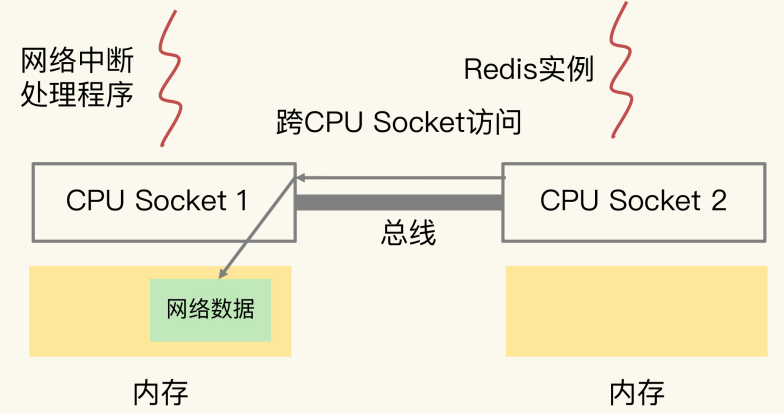 网络中断
处理程序
Redis实例
跨CPU Socket访问
CPU Socket 1
CPU Socket 2
总线
网络数据
内存
内存